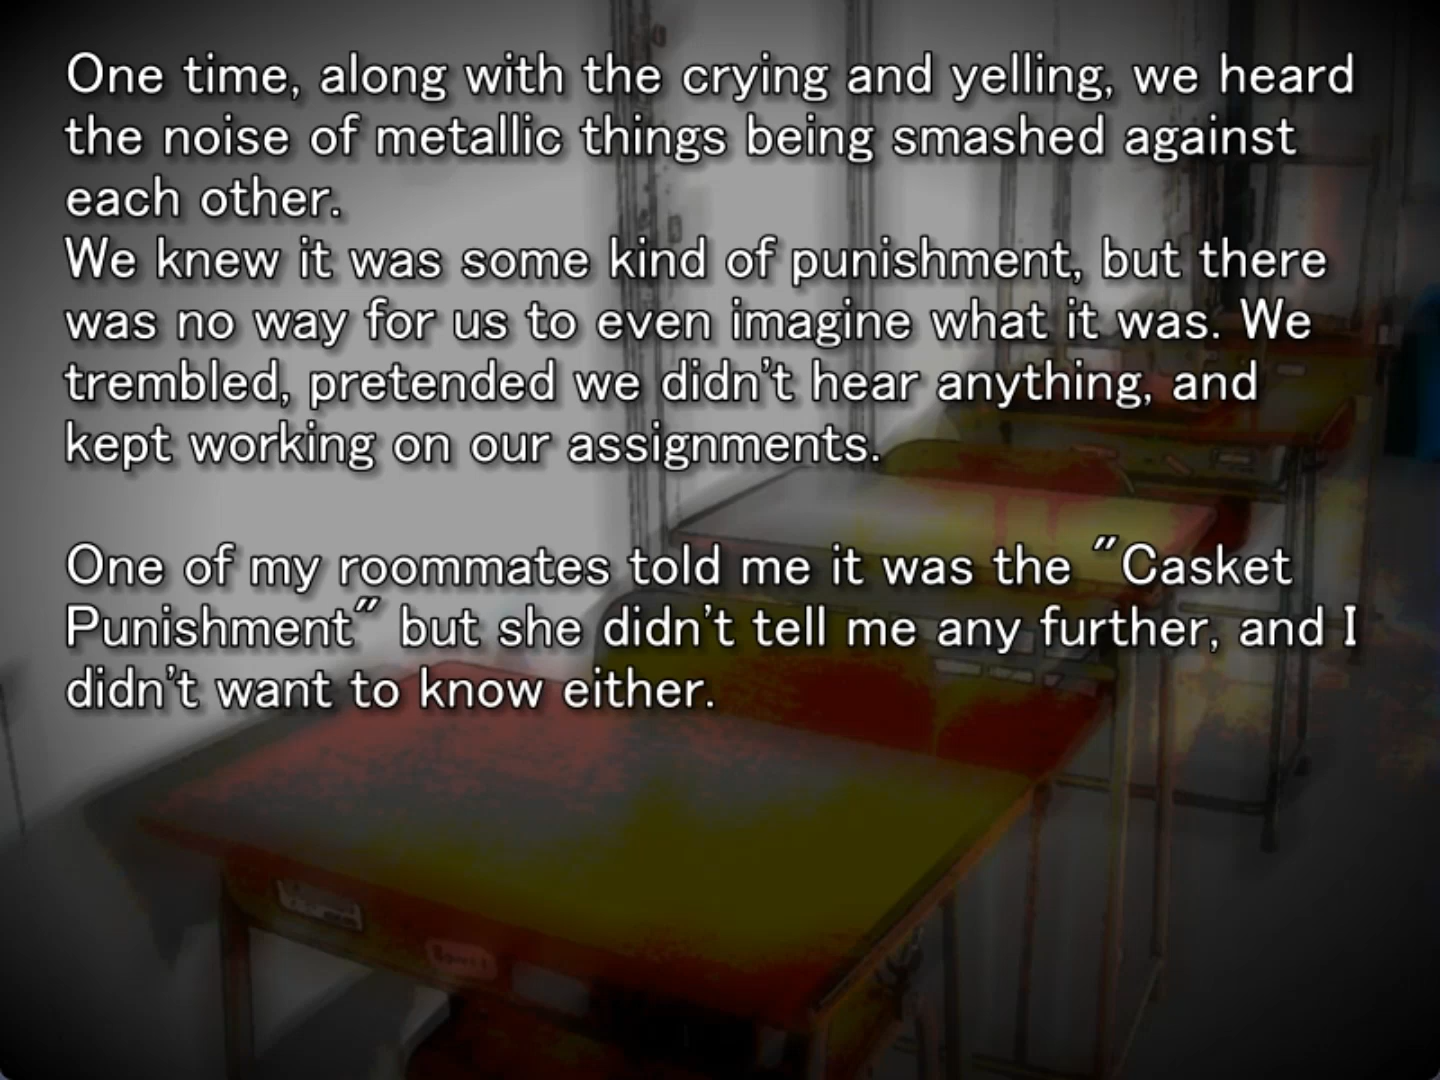 One time, along with the crying and yelling, we heard
the noise of metallic things being smashed against
each other.
We knew it was some kind of punishment, but there
was no way for us to even imagine what it was. We
trembled, pretended we didn't hear anything, and
kept working on our assignments.
One of my roommates told me it was the "Casket
Punishment" but she didn't tell me any further, and I
didn't want to know either.